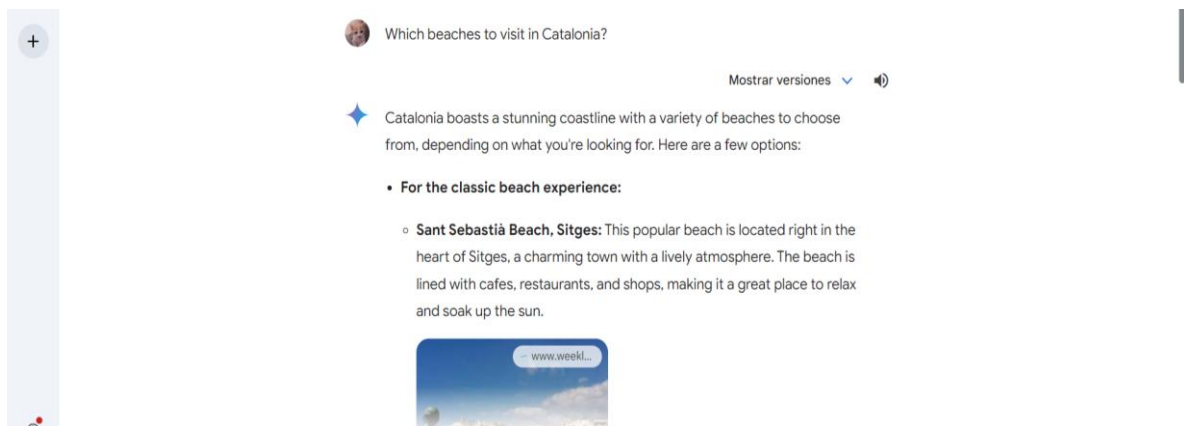 Which beaches to visit in Catalonia?
Mostrar versiones
Catalonia boasts a stunning coastline with a variety of beaches to choose
from, depending on what you're looking for. Here are a few options:
• For the classic beach experience:
◦ Sant Sebastià Beach, Sitges: This popular beach is located right in the
heart of Sitges, a charming town with a lively atmosphere. The beach is
lined with cafes, restaurants, and shops, making it a great place to relax
and soak up the sun.
www.weekl...